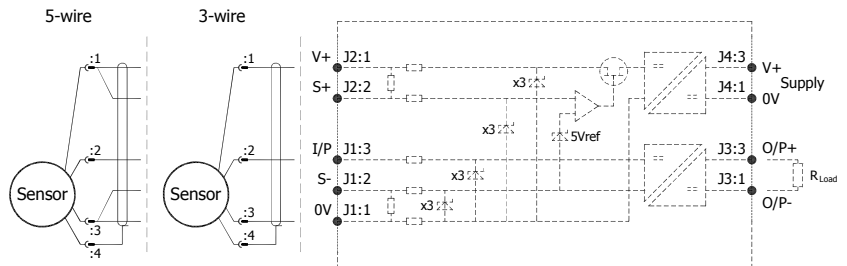 5-wire
3-wire
:1
:2
:3
:4
Sensor
:1
:2
:3
:4
Sensor
V+ J2:1
S+ J2:2
I/P J1:3
S- J1:2
0V J1:1
x3
x3
x3
x3
5Vref
J4:3 V+
Supply
J4:1 0V
J3:3 O/P+
RLoad
J3:1 O/P-